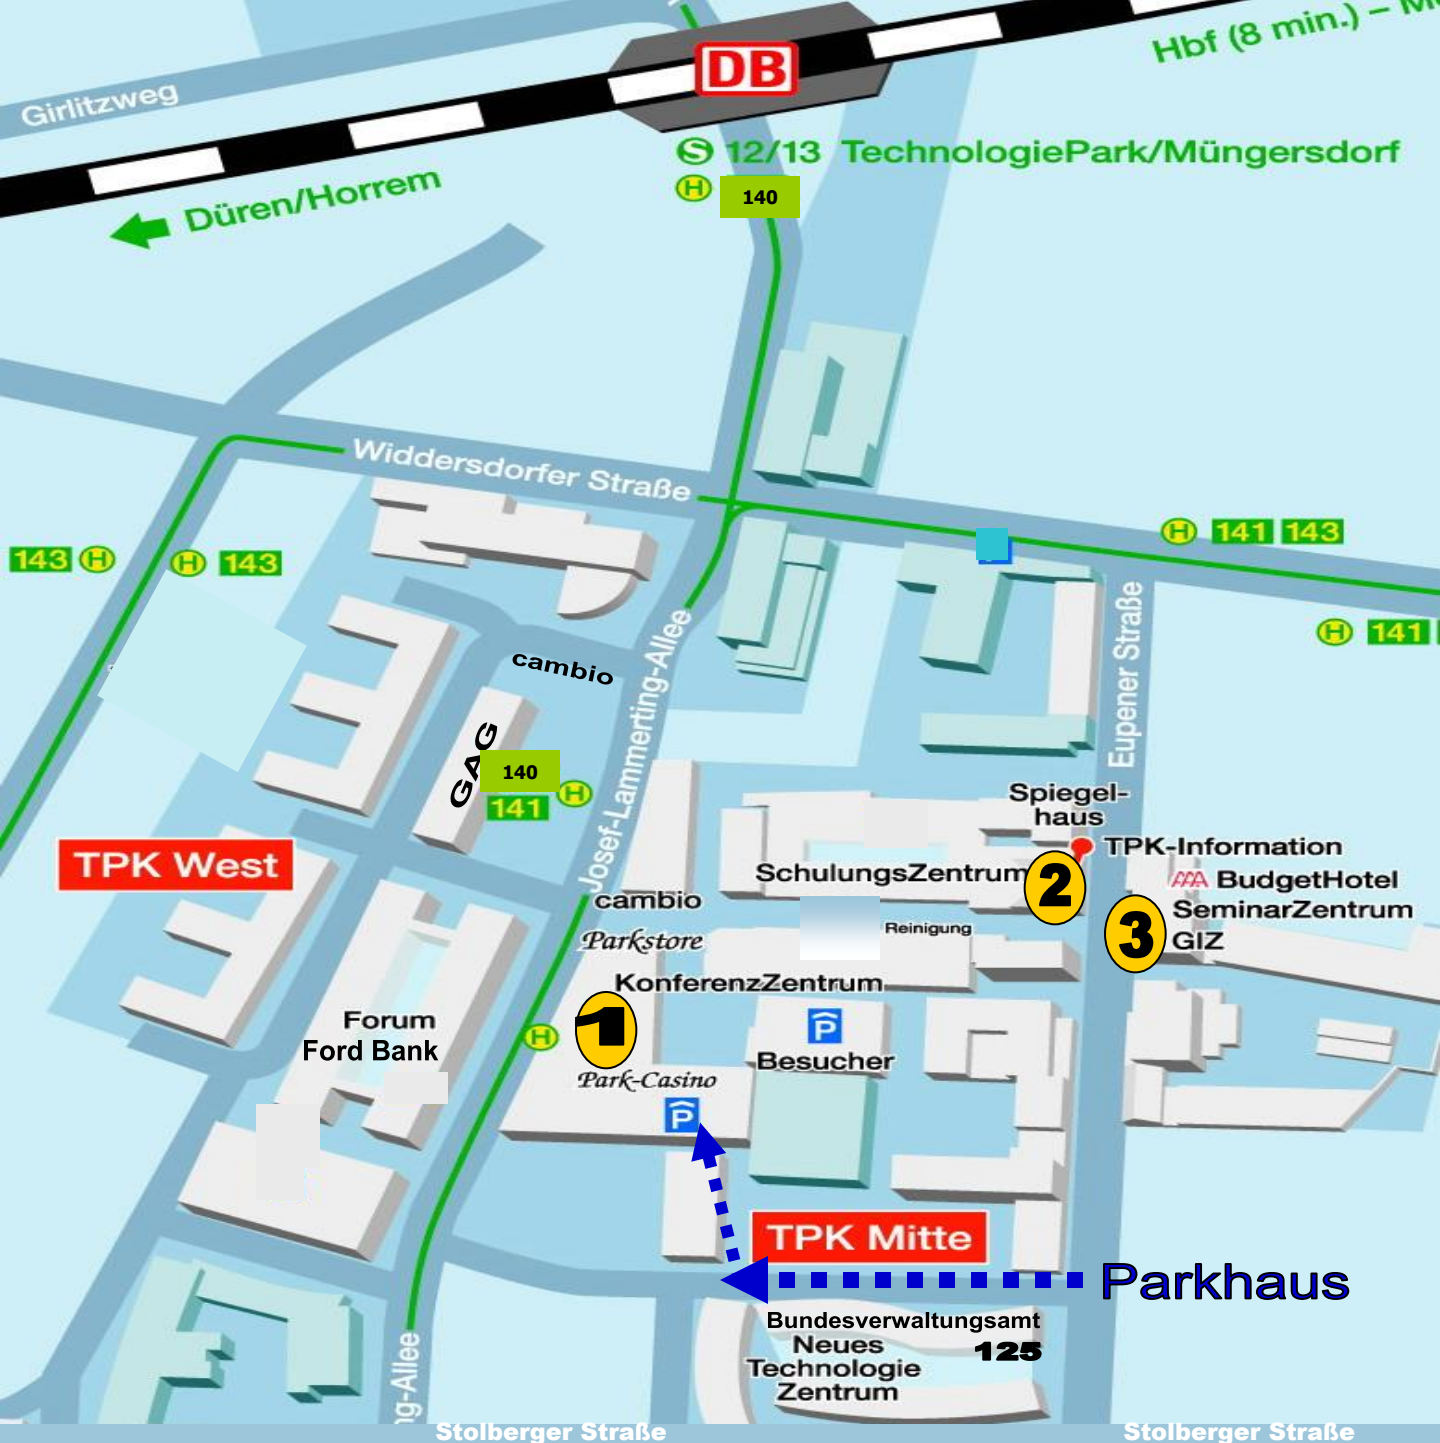 DB
Hbf (8 min.) –
Girlitzweg
S 12/13 TechnologiePark/Müngersdorf
H 140
Düren/Horrem
Widdersdorfer Straße
143 H
H 143
H 141 143
H 141
Eupener Straße
Josef-Lammerting-Allee
cambio
GAG
140
141 H
TPK West
Spiegel-
haus
TPK-Information
SchulungsZentrum
2
BudgetHotel
SeminarZentrum
3
GIZ
cambio
Parkstore
Reinigung
KonferenzZentrum
Forum
Ford Bank
H
1
P
Besucher
Park-Casino
P
TPK Mitte
Parkhaus
Bundesverwaltungsamt
125
Neues
Technologie
Zentrum
ng-Allee
Stolberger Straße
Stolberger Straße